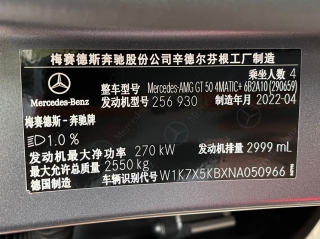 梅赛德斯奔驰股份公司辛德尔芬根工厂制造
乘坐人数 4
Mercedes-Benz
整车型号 Mercedes-AMG GT 50 4MATIC+ 6B2A10 (290659)
发动机型号 256 930 制造年月 2022-04
梅赛德斯-奔驰牌
1.0 %
发动机最大净功率 270 kW 发动机排量 2999 mL
最大允许总质量 2550 kg
德国制造 车辆识别代号 W1K7X5KBXNA050966